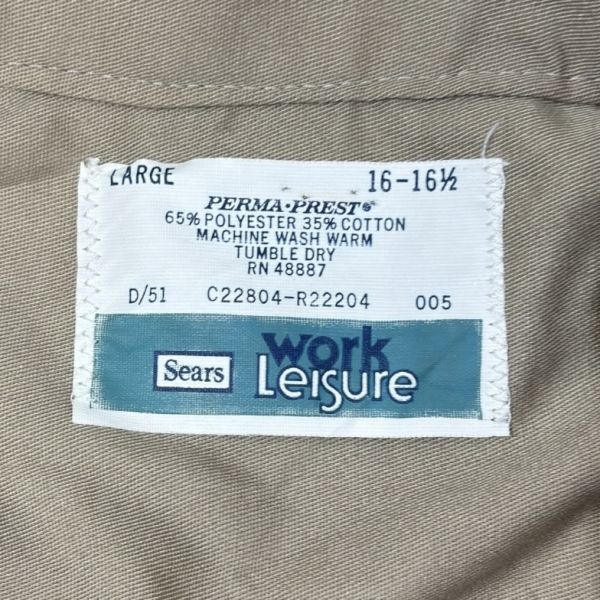 LARGE 16-16½
PERMA·PREST®
65% POLYESTER 35% COTTON
MACHINE WASH WARM
TUMBLE DRY
RN 48887
D/51 C22804-R22204 005
Sears work
Leisure